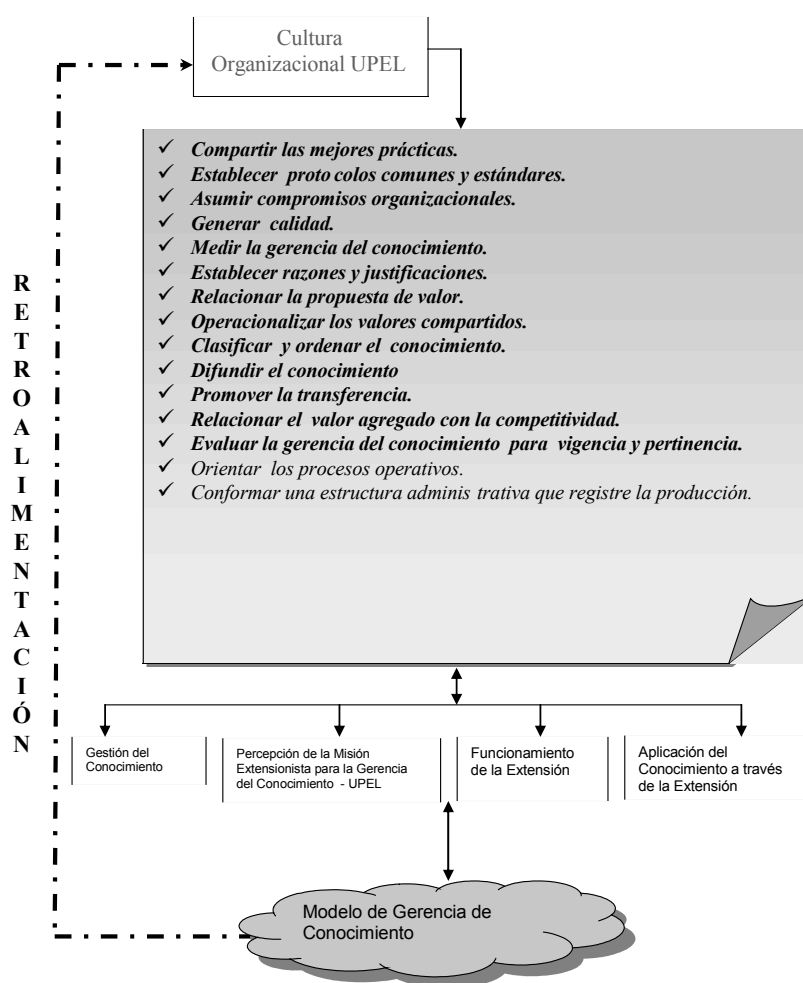 Cultura
Organizacional UPEL
Compartir las mejores prácticas.
Establecer proto colos comunes y estándares.
Asumir compromisos organizacionales.
Generar calidad.
Medir la gerencia del conocimiento.
Establecer razones y justificaciones.
Relacionar la propuesta de valor.
Operacionalizar los valores compartidos.
Clasificar y ordenar el conocimiento.
Difundir el conocimiento
Promover la transferencia.
Relacionar el valor agregado con la competitividad.
Evaluar la gerencia del conocimiento para vigencia y pertinencia.
Orientar los procesos operativos.
Conformar una estructura adminis trativa que registre la producción.
R
E
T
R
O
A
L
I
M
E
N
T
A
C
I
Ó
N
Gestión del
Conocimiento
Percepción de la Misión
Extensionista para la Gerencia
del Conocimiento - UPEL
Funcionamiento
de la Extensión
Aplicación del
Conocimiento a través
de la Extensión
Modelo de Gerencia de
Conocimiento